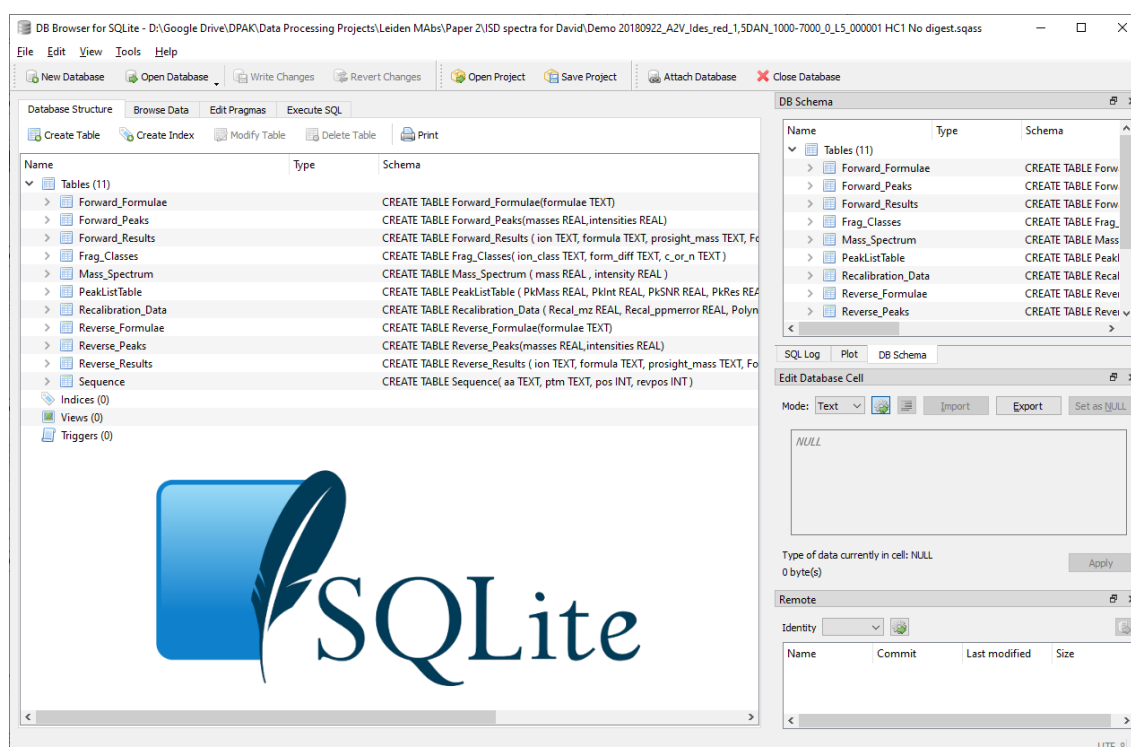 DB Browser for SQLite - D:\Google Drive\DPAK\Data Processing Projects\Leiden MAbs\Paper 2\ISD spectra for David\Demo 20180922_A2V_Ides_red_1,5DAN_1000-7000_0_L5_000001 HC1 No digest.sqass
File Edit View Tools Help
New Database Open Database Write Changes Revert Changes Open Project Save Project Attach Database Close Database
Database Structure Browse Data Edit Pragmas Execute SQL
Create Table Create Index Modify Table Delete Table Print
Name Type Schema
Tables (11)
Forward_Formulae CREATE TABLE Forward_Formulae(formulae TEXT)
Forward_Peaks CREATE TABLE Forward_Peaks(masses REAL,intensities REAL)
Forward_Results CREATE TABLE Forward_Results ( ion TEXT, formula TEXT, prosight_mass TEXT, Fo
Frag_Classes CREATE TABLE Frag_Classes( ion_class TEXT, form_diff TEXT, c_or_n TEXT )
Mass_Spectrum CREATE TABLE Mass_Spectrum ( mass REAL , intensity REAL )
PeakListTable CREATE TABLE PeakListTable ( PkMass REAL, PkInt REAL, PkSNR REAL, PkRes REA
Recalibration_Data CREATE TABLE Recalibration_Data ( Recal_mz REAL, Recal_ppmerror REAL, Polyn
Reverse_Formulae CREATE TABLE Reverse_Formulae(formulae TEXT)
Reverse_Peaks CREATE TABLE Reverse_Peaks(masses REAL,intensities REAL)
Reverse_Results CREATE TABLE Reverse_Results ( ion TEXT, formula TEXT, prosight_mass TEXT, Fo
Sequence CREATE TABLE Sequence( aa TEXT, ptm TEXT, pos INT, revpos INT )
Indices (0)
Views (0)
Triggers (0)
SQLite
DB Schema
Name Type Schema
Tables (11)
Forward_Formulae CREATE TABLE Forw
Forward_Peaks CREATE TABLE Forw
Forward_Results CREATE TABLE Forw
Frag_Classes CREATE TABLE Frag_
Mass_Spectrum CREATE TABLE Mass
PeakListTable CREATE TABLE Peakl
Recalibration_Data CREATE TABLE Recal
Reverse_Formulae CREATE TABLE Rever
Reverse_Peaks CREATE TABLE Rever
SQL Log Plot DB Schema
Edit Database Cell
Mode: Text Import Export Set as NULL
NULL
Type of data currently in cell: NULL
0 byte(s)
Apply
Remote
Identity
Name Commit Last modified Size
UTF-8